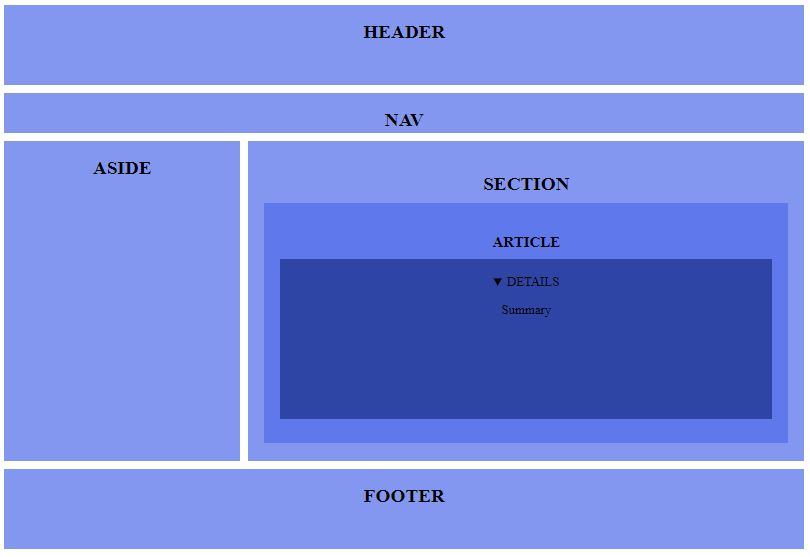 HEADER
NAV
ASIDE
SECTION
ARTICLE
▼ DETAILS
Summary
FOOTER